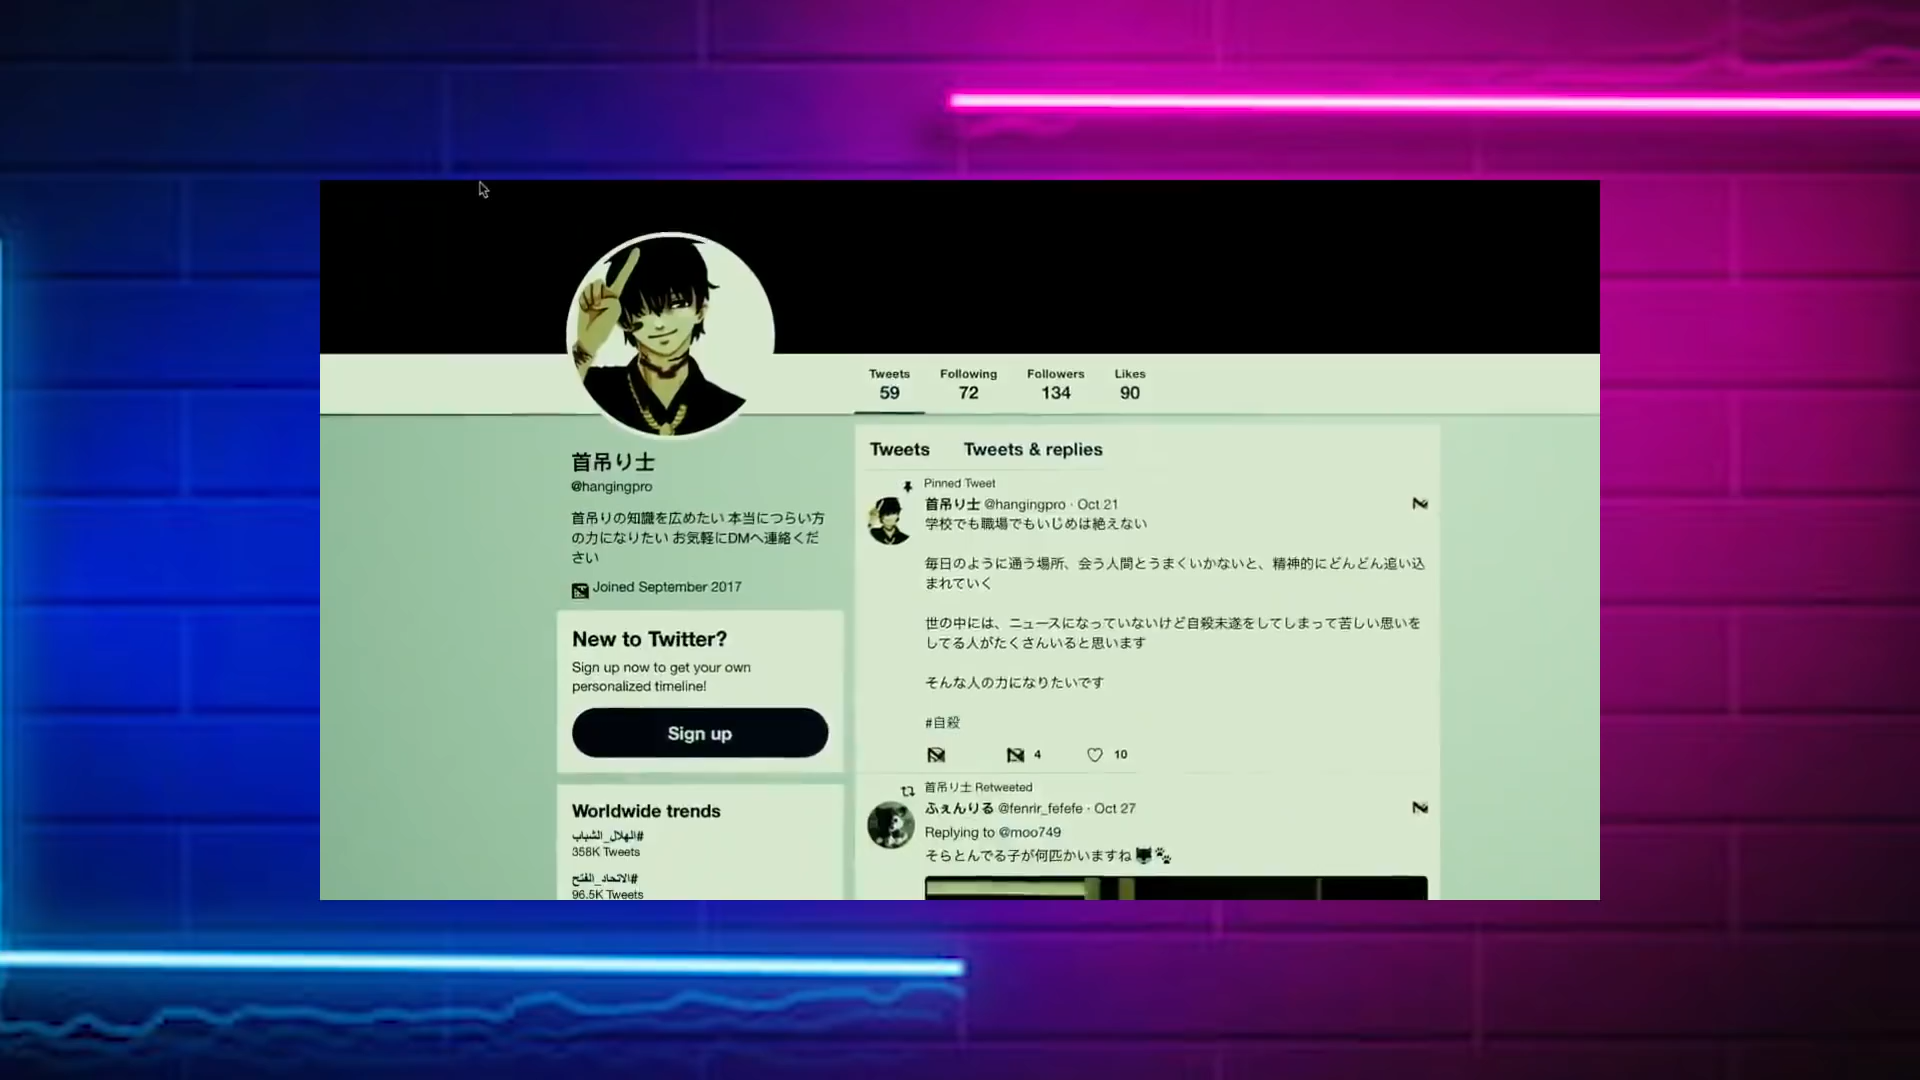 Tweets
59
Following
72
Followers
134
Likes
90
首吊り士
@hangingpro
首吊りの知識を広めたい 本当につらい方
の力になりたい お気軽にDMへ連絡くだ
さい
Joined September 2017
New to Twitter?
Sign up now to get your own
personalized timeline!
Sign up
Worldwide trends
#الهلال_الشباب
358K Tweets
#الاتحاد_الفتح
96.5K Tweets
Tweets Tweets & replies
Pinned Tweet
首吊り士 @hangingpro · Oct 21
学校でも職場でもいじめは絶えない
毎日のように通う場所、会う人間とうまくいかないと、精神的にどんどん追い込
まれていく
世の中には、ニュースになっていないけど自殺未遂をしてしまって苦しい思いを
してる人がたくさんいると思います
そんな人の力になりたいです
#自殺
4 10
首吊り士 Retweeted
ふぇんりる @fenrir_fefefe · Oct 27
Replying to @moo749
そらとんでる子が何匹かいますね